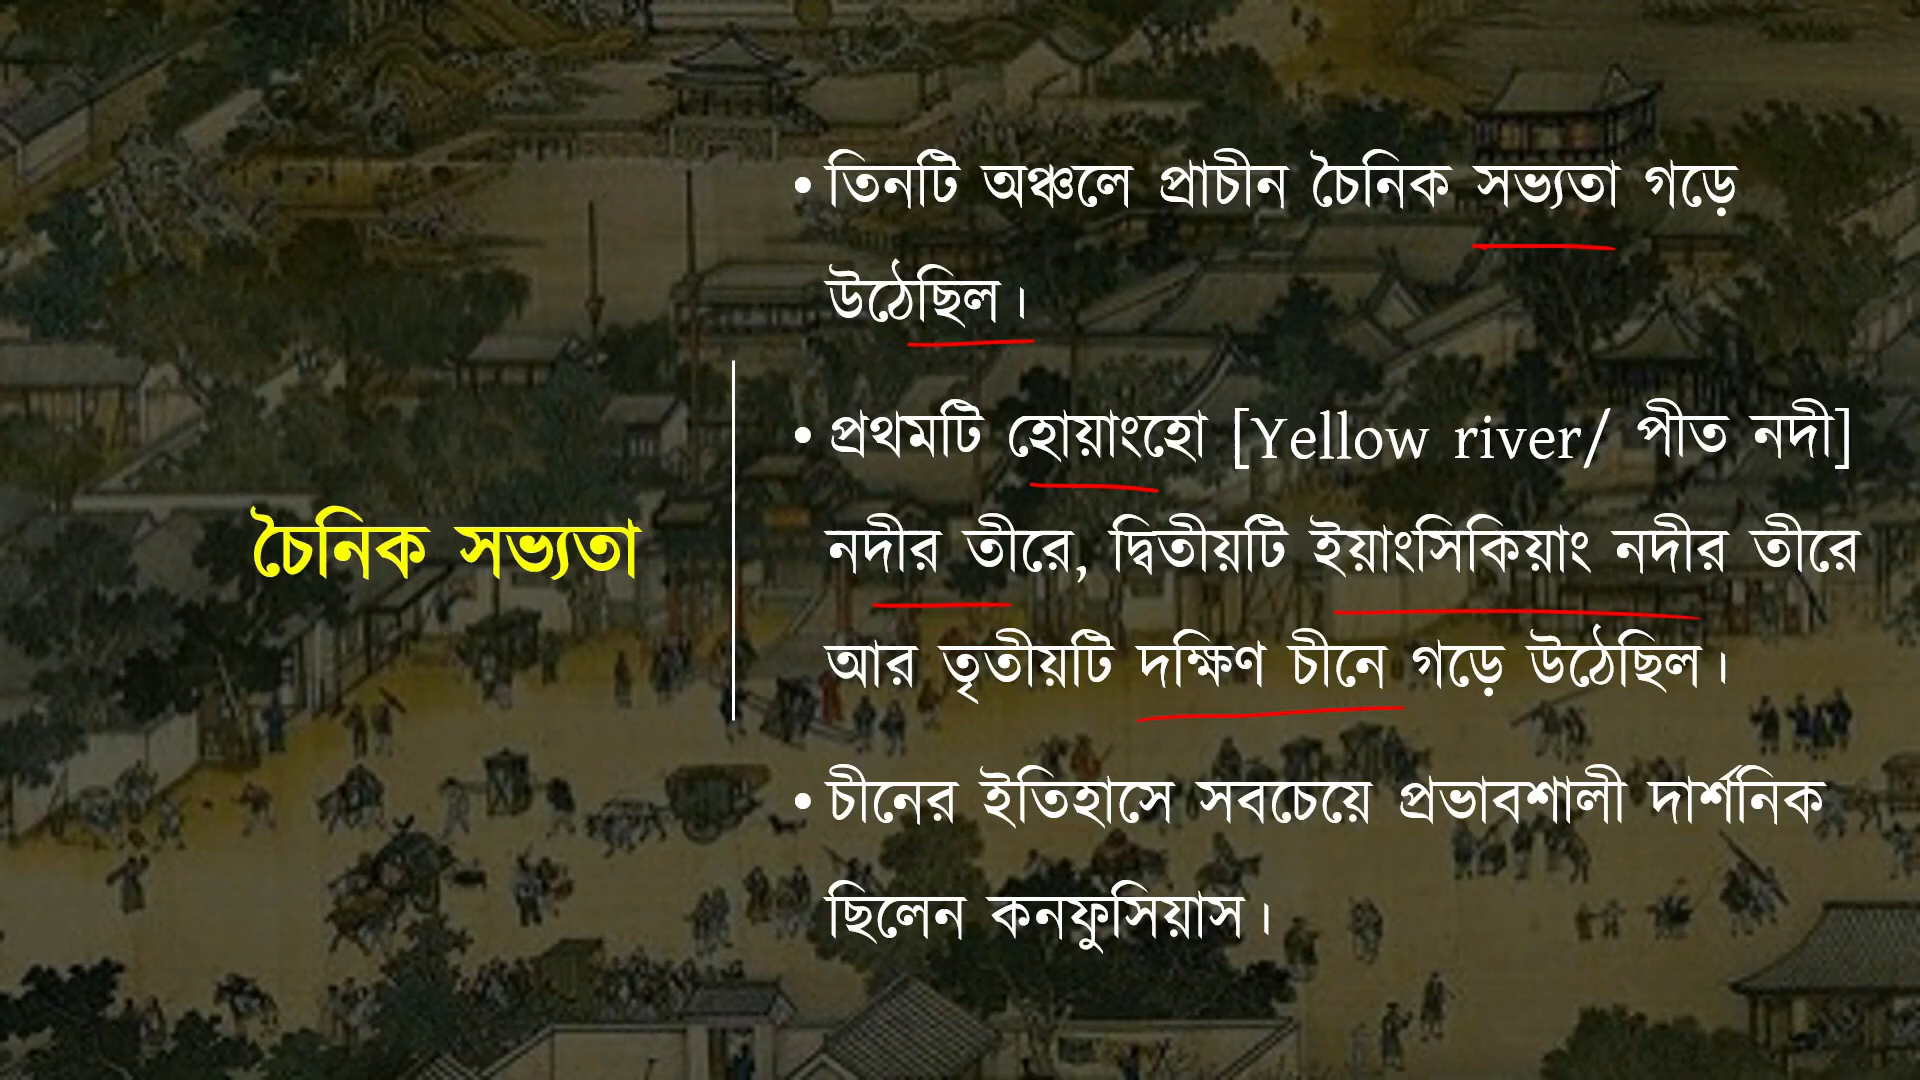 চৈনিক সভ্যতা
• তিনটি অঞ্চলে প্রাচীন চৈনিক সভ্যতা গড়ে
উঠেছিল।
• প্রথমটি হোয়াংহো [Yellow river/ পীত নদী]
নদীর তীরে, দ্বিতীয়টি ইয়াংসিকিয়াং নদীর তীরে
আর তৃতীয়টি দক্ষিণ চীনে গড়ে উঠেছিল।
• চীনের ইতিহাসে সবচেয়ে প্রভাবশালী দার্শনিক
ছিলেন কনফুসিয়াস।